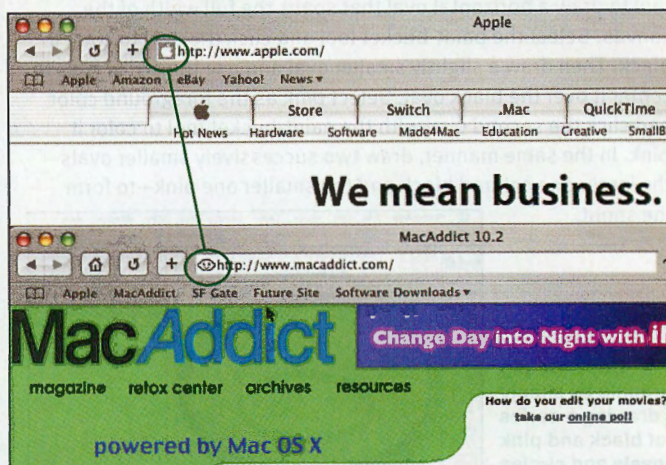 Apple
http://www.apple.com/
Apple Amazon eBay Yahoo! News
Store Switch .Mac QuickTime
Hot News Hardware Software Made4Mac Education Creative
We mean business.
MacAddict 10.2
http://www.macaddict.com/
Apple MacAddict SF Gate Future Site Software Downloads
MacAddict
Change Day into Night with
magazine retox center archives resources
How do you edit your movies?
take our online poll
powered by Mac OS X